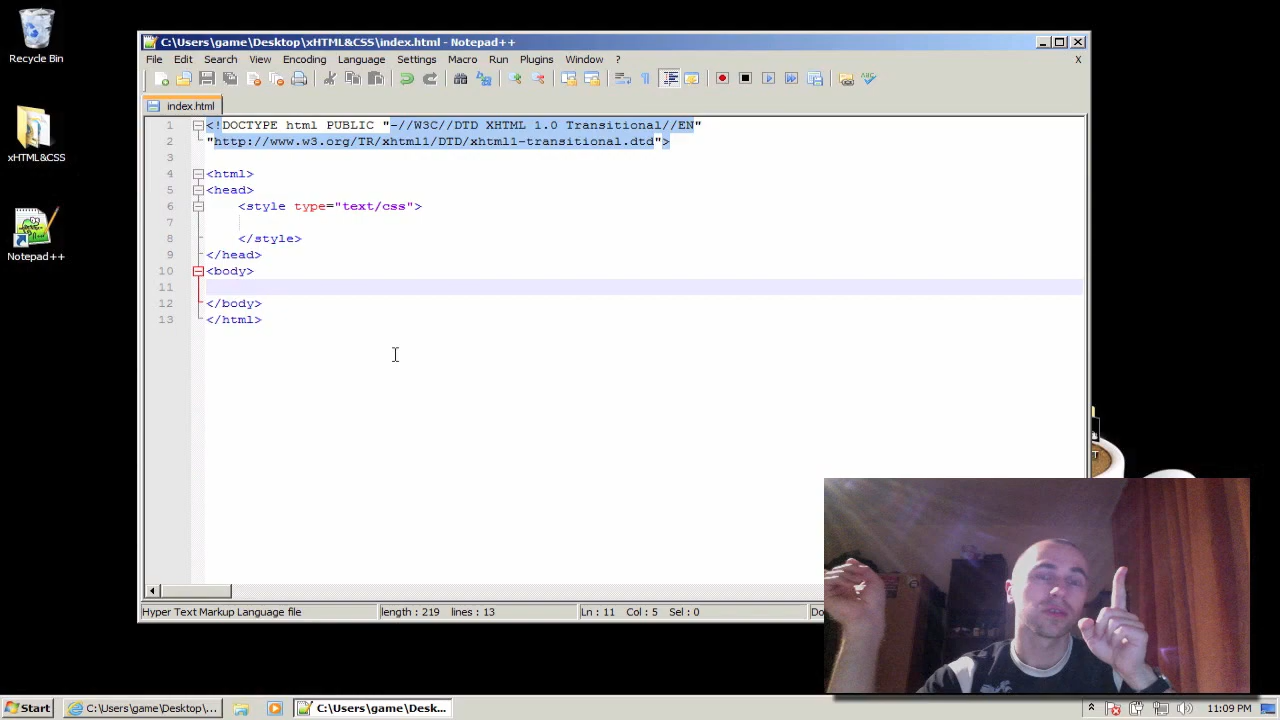 Recycle Bin
xHTML&CSS
Notepad++
C:\Users\game\Desktop\xHTML&CSS\index.html - Notepad++
File Edit Search View Encoding Language Settings Macro Run Plugins Window ?
X
index.html
1 <!DOCTYPE html PUBLIC "-//W3C//DTD XHTML 1.0 Transitional//EN"
2 "http://www.w3.org/TR/xhtml1/DTD/xhtml1-transitional.dtd">
3
4 <html>
5 <head>
6 <style type="text/css">
7
8 </style>
9 </head>
10 <body>
11
12 </body>
13 </html>
Hyper Text Markup Language file length : 219 lines : 13 Ln : 11 Col : 5 Sel : 0
Start C:\Users\game\Desktop\... C:\Users\game\Desk... 11:09 PM